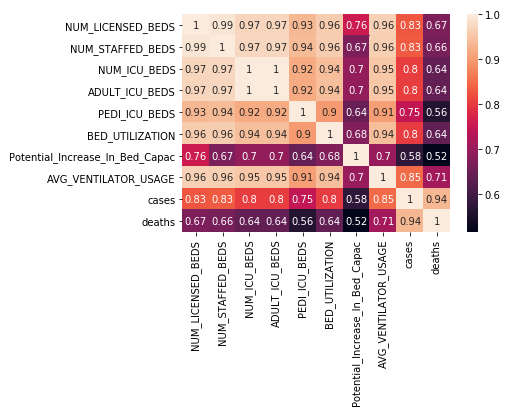 NUM_LICENSED_BEDS 1 0.99 0.97 0.97 0.93 0.96 0.76 0.96 0.83 0.67
NUM_STAFFED_BEDS 0.99 1 0.97 0.97 0.94 0.96 0.67 0.96 0.83 0.66
NUM_ICU_BEDS 0.97 0.97 1 1 0.92 0.94 0.7 0.95 0.8 0.64
ADULT_ICU_BEDS 0.97 0.97 1 1 0.92 0.94 0.7 0.95 0.8 0.64
PEDI_ICU_BEDS 0.93 0.94 0.92 0.92 1 0.9 0.64 0.91 0.75 0.56
BED_UTILIZATION 0.96 0.96 0.94 0.94 0.9 1 0.68 0.94 0.8 0.64
Potential_Increase_In_Bed_Capac 0.76 0.67 0.7 0.7 0.64 0.68 1 0.7 0.58 0.52
AVG_VENTILATOR_USAGE 0.96 0.96 0.95 0.95 0.91 0.94 0.7 1 0.85 0.71
cases 0.83 0.83 0.8 0.8 0.75 0.8 0.58 0.85 1 0.94
deaths 0.67 0.66 0.64 0.64 0.56 0.64 0.52 0.71 0.94 1
NUM_LICENSED_BEDS
NUM_STAFFED_BEDS
NUM_ICU_BEDS
ADULT_ICU_BEDS
PEDI_ICU_BEDS
BED_UTILIZATION
Potential_Increase_In_Bed_Capac
AVG_VENTILATOR_USAGE
cases
deaths
1.0
0.9
0.8
0.7
0.6